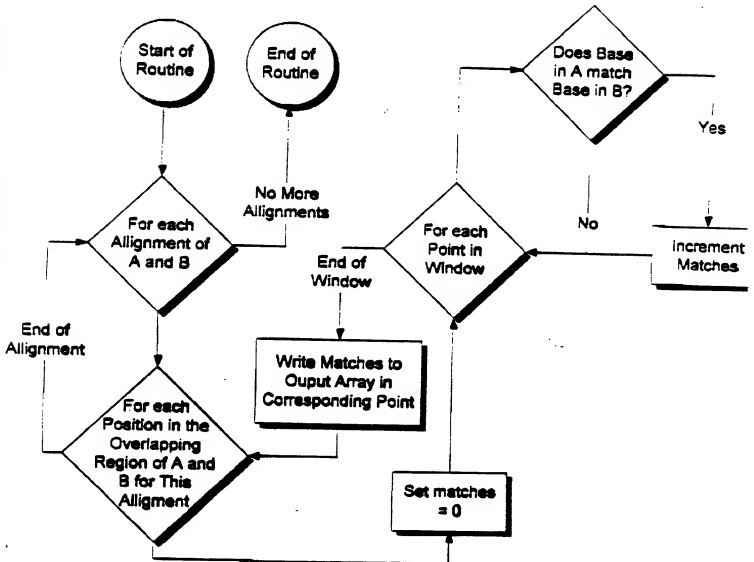 Start of
Routine
End of
Routine
Does Base
in A match
Base in B?
Yes
No More
Allignments
For each
Allignment of
A and B
For each
Point in
Window
No
Increment
Matches
End of
Window
End of
Allignment
Write Matches to
Ouput Array in
Corresponding Point
For each
Position in the
Overlapping
Region of A and
B for This
Alligment
Set matches
= 0